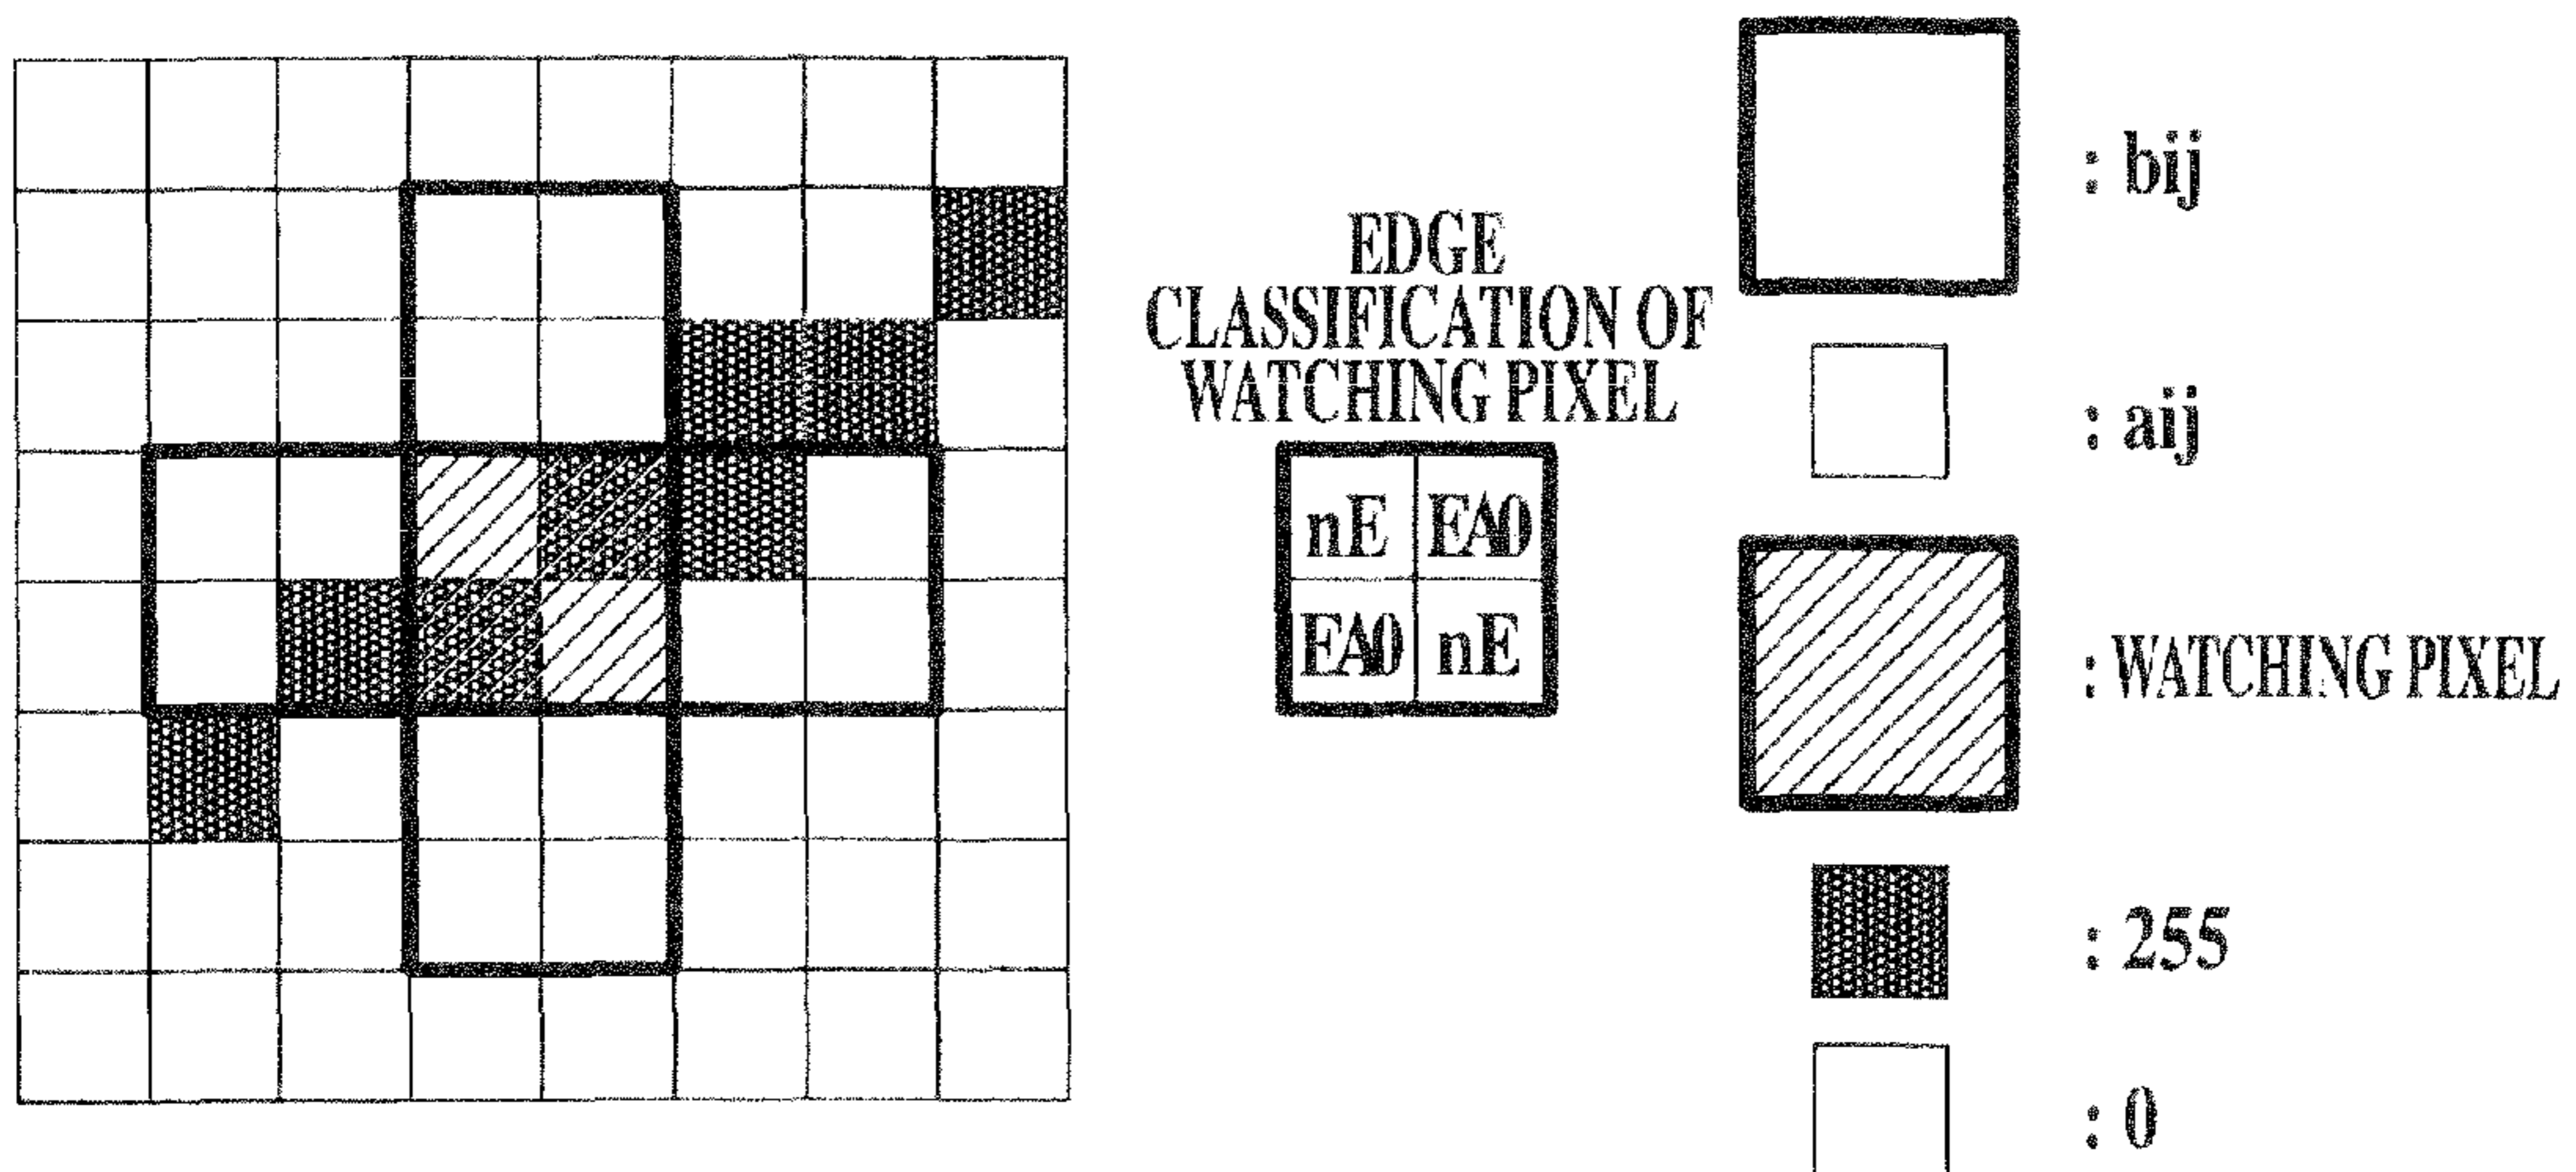 EDGE
CLASSIFICATION OF
WATCHING PIXEL
nE EA0
EA0 nE
: bij
: aij
: WATCHING PIXEL
: 255
: 0